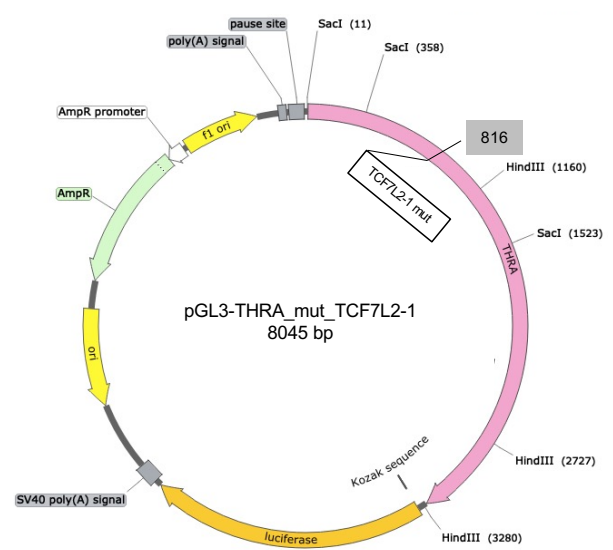 pause site
SacI (11)
poly(A) signal
SacI (358)
AmpR promoter
f1 ori
816
HindIII (1160)
TCF7L2-1 mut
AmpR
SacI (1523)
THRA
pGL3-THRA_mut_TCF7L2-1
8045 bp
ori
Kozak sequence
HindIII (2727)
SV40 poly(A) signal
luciferase
HindIII (3280)